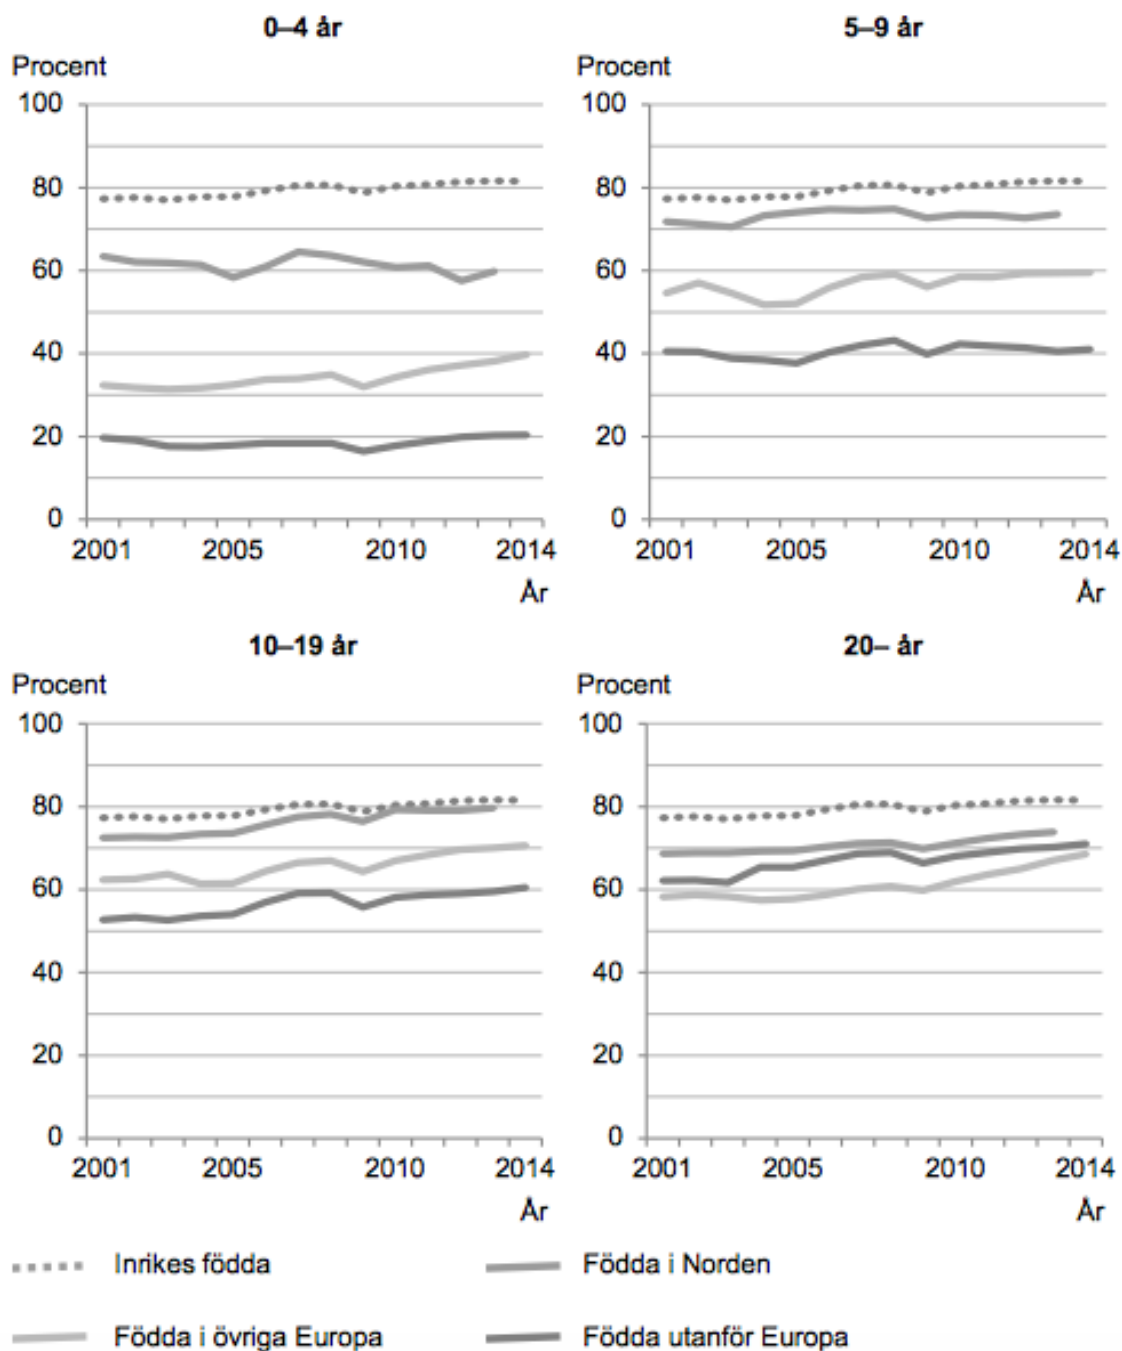 0–4 år
Procent
100
80
60
40
20
0
2001 2005 2010 2014
År
5–9 år
Procent
100
80
60
40
20
0
2001 2005 2010 2014
År
10–19 år
Procent
100
80
60
40
20
0
2001 2005 2010 2014
År
20– år
Procent
100
80
60
40
20
0
2001 2005 2010 2014
År
Inrikes födda
Födda i Norden
Födda i övriga Europa
Födda utanför Europa